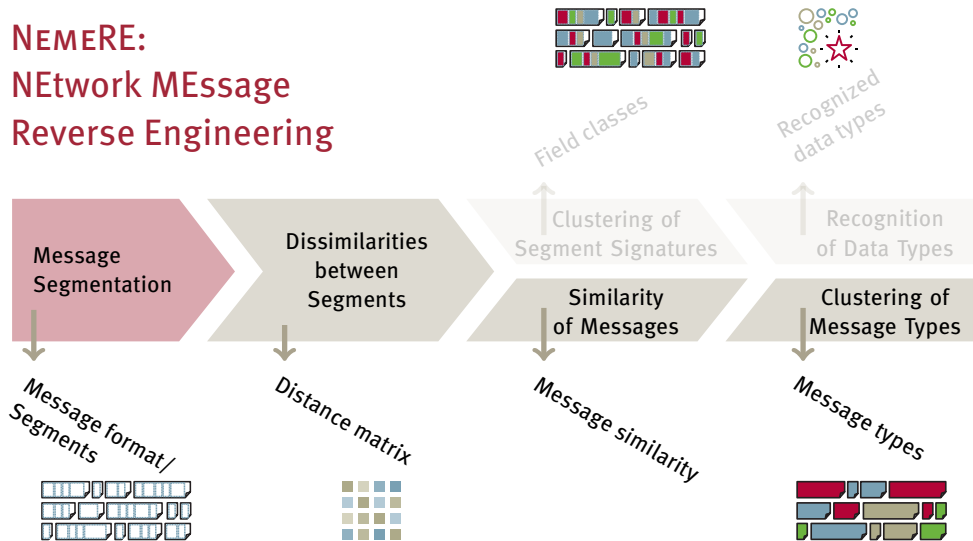 NEMERE:
NEtwork MEssage
Reverse Engineering
Field classes
Recognized
data types
Message
Segmentation
Dissimilarities
between
Segments
Clustering of
Segment Signatures
Recognition
of Data Types
Similarity
of Messages
Clustering of
Message Types
Message format/
Segments
Distance matrix
Message similarity
Message types